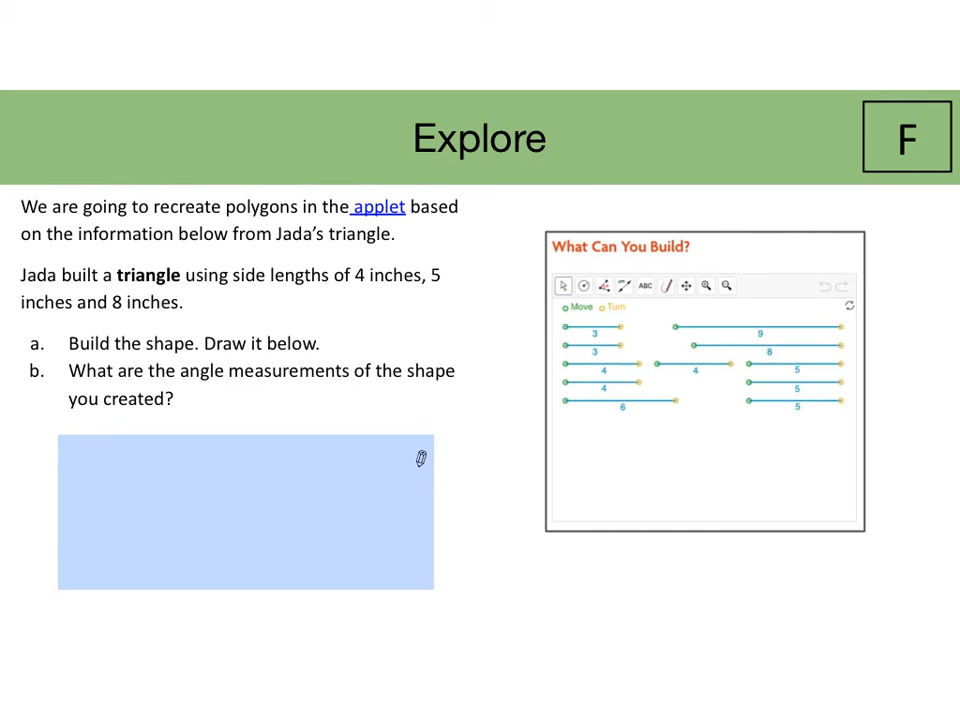 Explore
F
We are going to recreate polygons in the applet based
on the information below from Jada’s triangle.
Jada built a triangle using side lengths of 4 inches, 5
inches and 8 inches.
a. Build the shape. Draw it below.
b. What are the angle measurements of the shape
you created?
What Can You Build?
ABC
Move Turn
3 9
3 8
4 4 5
4 5
6 5